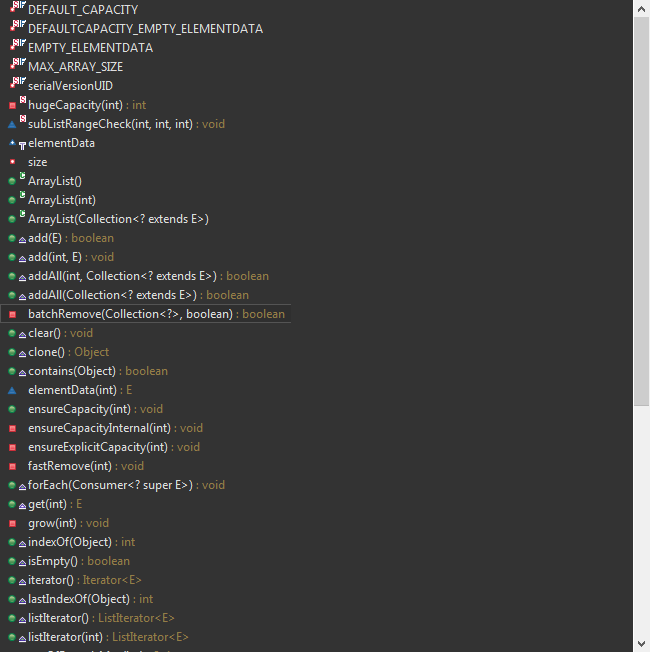 DEFAULT_CAPACITY
DEFAULTCAPACITY_EMPTY_ELEMENTDATA
EMPTY_ELEMENTDATA
MAX_ARRAY_SIZE
serialVersionUID
hugeCapacity(int) : int
subListRangeCheck(int, int, int) : void
elementData
size
ArrayList()
ArrayList(int)
ArrayList(Collection<? extends E>)
add(E) : boolean
add(int, E) : void
addAll(int, Collection<? extends E>) : boolean
addAll(Collection<? extends E>) : boolean
batchRemove(Collection<?>, boolean) : boolean
clear() : void
clone() : Object
contains(Object) : boolean
elementData(int) : E
ensureCapacity(int) : void
ensureCapacityInternal(int) : void
ensureExplicitCapacity(int) : void
fastRemove(int) : void
forEach(Consumer<? super E>) : void
get(int) : E
grow(int) : void
indexOf(Object) : int
isEmpty() : boolean
iterator() : Iterator<E>
lastIndexOf(Object) : int
listIterator() : ListIterator<E>
listIterator(int) : ListIterator<E>